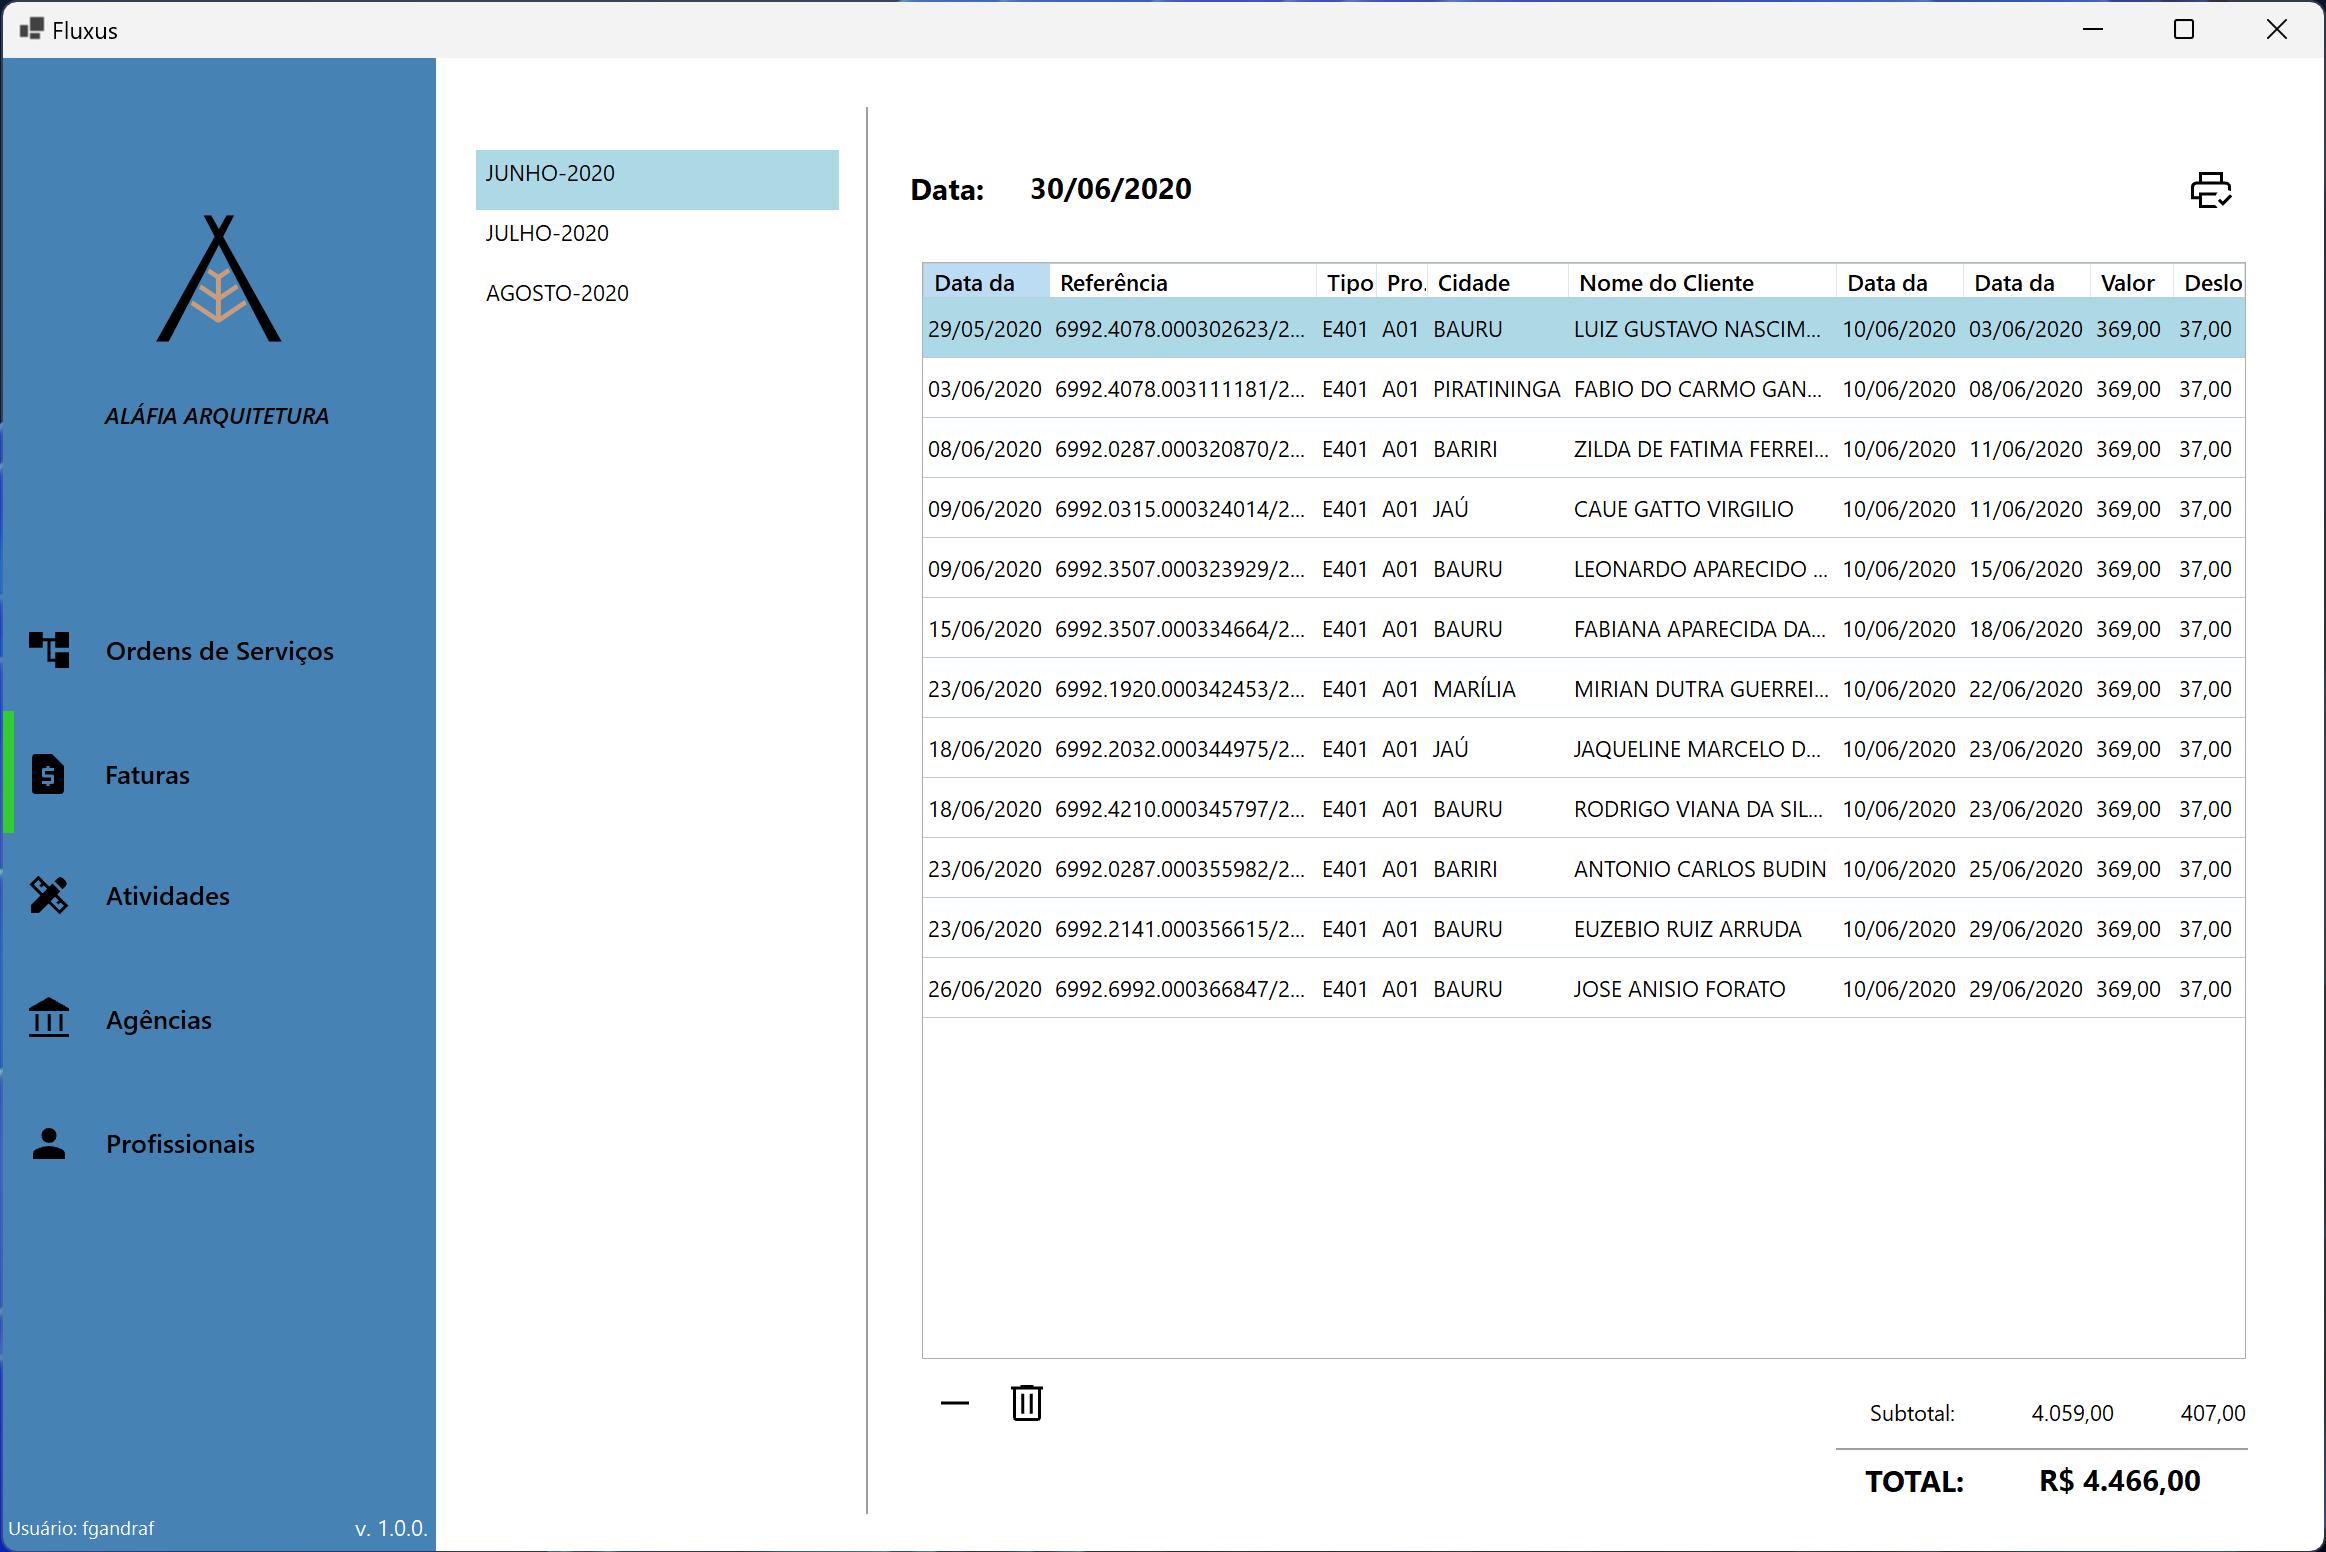 Fluxus
ALÁFIA ARQUITETURA
Ordens de Serviços
Faturas
Atividades
Agências
Profissionais
Usuário: fgandraf
v. 1.0.0.
JUNHO-2020
JULHO-2020
AGOSTO-2020
Data: 30/06/2020
Data da Referência Tipo Pro. Cidade Nome do Cliente Data da Data da Valor Deslo
29/05/2020 6992.4078.000302623/2... E401 A01 BAURU LUIZ GUSTAVO NASCIM... 10/06/2020 03/06/2020 369,00 37,00
03/06/2020 6992.4078.003111181/2... E401 A01 PIRATININGA FABIO DO CARMO GAN... 10/06/2020 08/06/2020 369,00 37,00
08/06/2020 6992.0287.000320870/2... E401 A01 BARIRI ZILDA DE FATIMA FERREI... 10/06/2020 11/06/2020 369,00 37,00
09/06/2020 6992.0315.000324014/2... E401 A01 JAÚ CAUE GATTO VIRGILIO 10/06/2020 11/06/2020 369,00 37,00
09/06/2020 6992.3507.000323929/2... E401 A01 BAURU LEONARDO APARECIDO ... 10/06/2020 15/06/2020 369,00 37,00
15/06/2020 6992.3507.000334664/2... E401 A01 BAURU FABIANA APARECIDA DA... 10/06/2020 18/06/2020 369,00 37,00
23/06/2020 6992.1920.000342453/2... E401 A01 MARÍLIA MIRIAN DUTRA GUERREI... 10/06/2020 22/06/2020 369,00 37,00
18/06/2020 6992.2032.000344975/2... E401 A01 JAÚ JAQUELINE MARCELO D... 10/06/2020 23/06/2020 369,00 37,00
18/06/2020 6992.4210.000345797/2... E401 A01 BAURU RODRIGO VIANA DA SIL... 10/06/2020 23/06/2020 369,00 37,00
23/06/2020 6992.0287.000355982/2... E401 A01 BARIRI ANTONIO CARLOS BUDIN 10/06/2020 25/06/2020 369,00 37,00
23/06/2020 6992.2141.000356615/2... E401 A01 BAURU EUZEBIO RUIZ ARRUDA 10/06/2020 29/06/2020 369,00 37,00
26/06/2020 6992.6992.000366847/2... E401 A01 BAURU JOSE ANISIO FORATO 10/06/2020 29/06/2020 369,00 37,00
Subtotal: 4.059,00 407,00
TOTAL: R$ 4.466,00